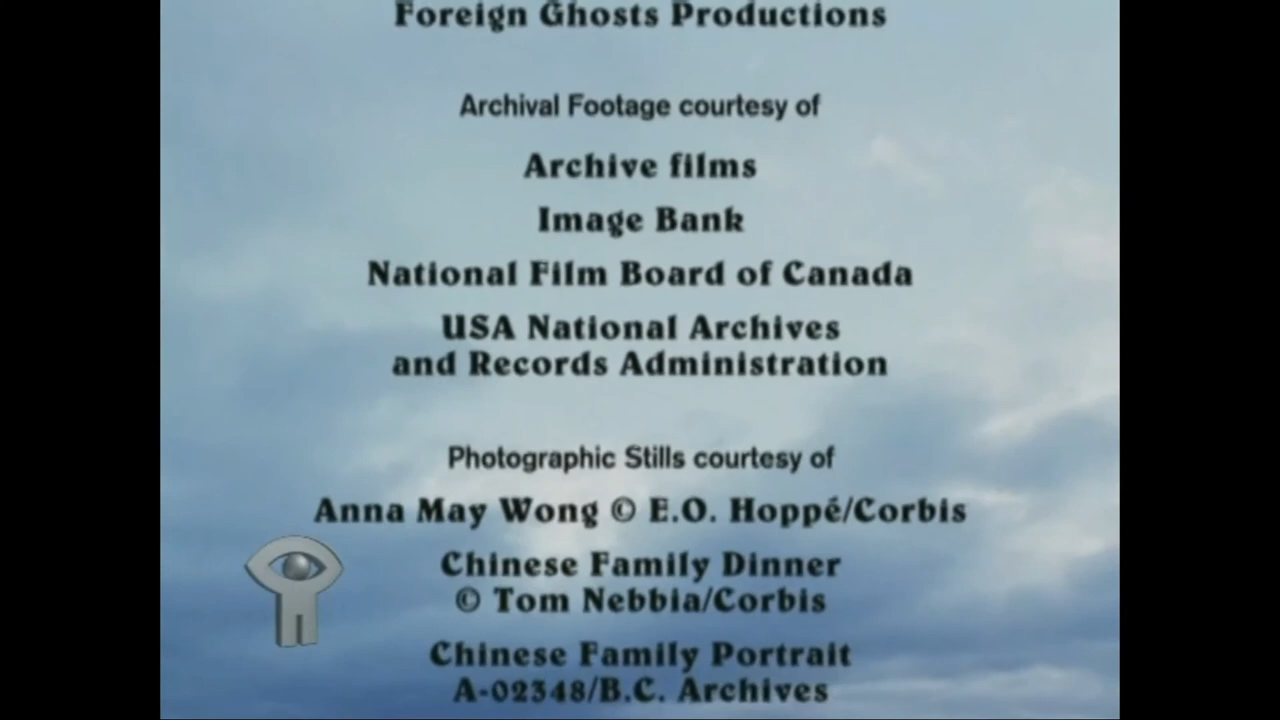 Foreign Ghosts Productions
Archival Footage courtesy of
Archive films
Image Bank
National Film Board of Canada
USA National Archives
and Records Administration
Photographic Stills courtesy of
Anna May Wong © E.O. Hoppé/Corbis
Chinese Family Dinner
© Tom Nebbia/Corbis
Chinese Family Portrait
A-02348/B.C. Archives